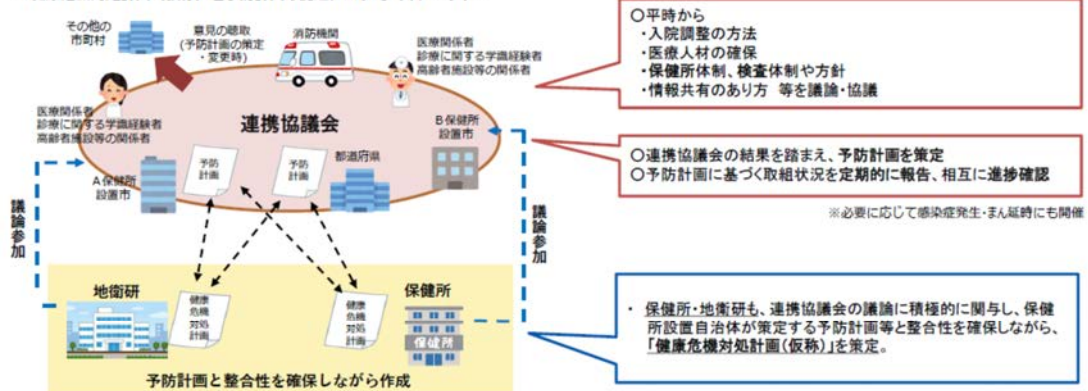 その他の
市町村
意見の聴取
(予防計画の策定
・変更時)
消防機関
医療関係者
診療に関する学識経験者
高齢者施設等の関係者
医療関係者
診療に関する学識経験者
高齢者施設等の関係者
連携協議会
B保健所
設置市
予防
計画
予防
計画
都道府県
A保健所
設置市
議論参加
議論参加
地衛研
健康
危機
対処
計画
健康
危機
対処
計画
保健所
保健所
予防計画と整合性を確保しながら作成
○平時から
・入院調整の方法
・医療人材の確保
・保健所体制、検査体制や方針
・情報共有のあり方 等を議論・協議
○連携協議会の結果を踏まえ、予防計画を策定
○予防計画に基づく取組状況を定期的に報告、相互に進捗確認
※必要に応じて感染症発生・まん延時にも開催
・ 保健所・地衛研も、連携協議会の議論に積極的に関与し、保健
所設置自治体が策定する予防計画等と整合性を確保しながら、
「健康危機対処計画(仮称)」を策定。